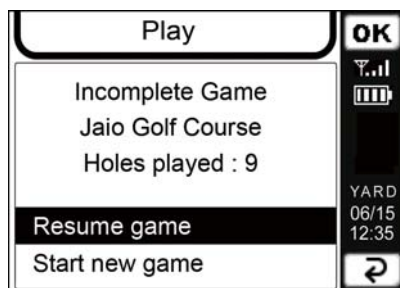 Play
OK
Incomplete Game
Jaio Golf Course
Holes played : 9
YARD
06/15
12:35
Resume game
Start new game